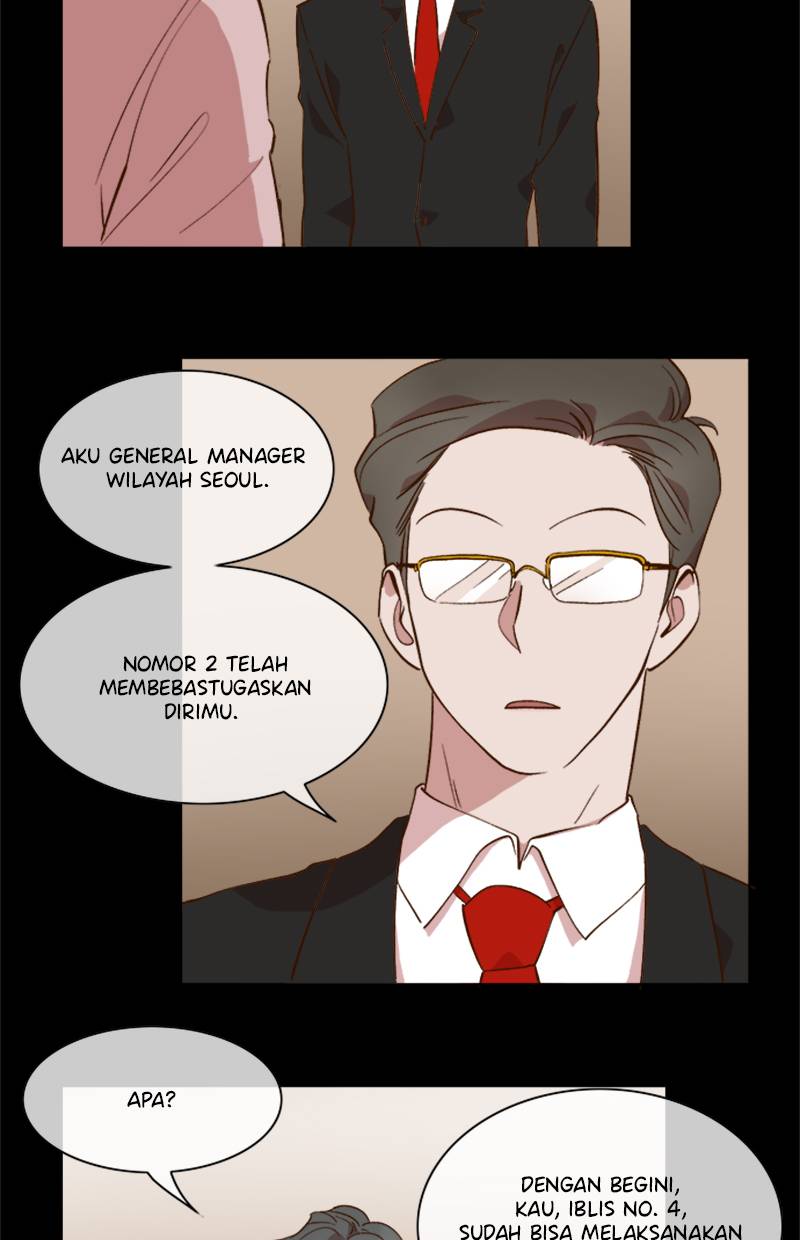 AKU GENERAL MANAGER
WILAYAH SEOUL.
NOMOR 2 TELAH
MEMBEBASTUGASKAN
DIRIMU.
APA?
DENGAN BEGINI,
KAU, IBLIS NO. 4,
SUDAH BISA MELAKSANAKAN